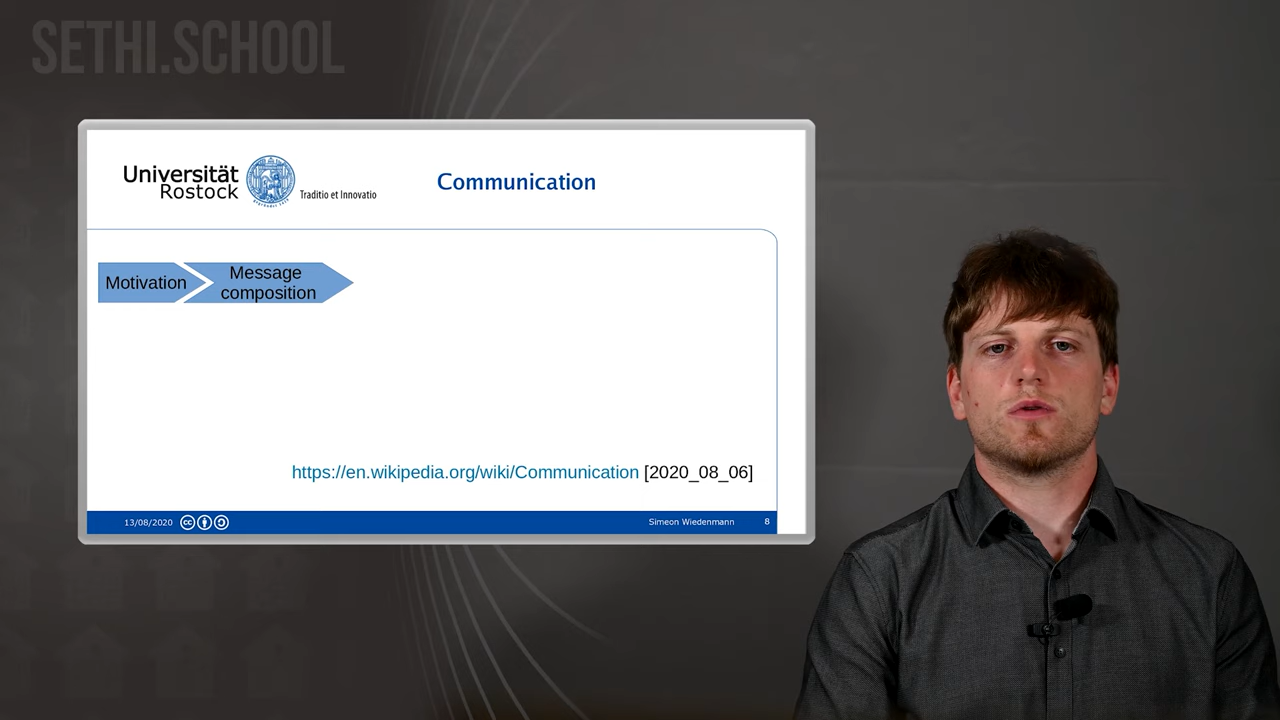 SETHI.SCHOOL
Universität
Rostock
Traditio et Innovatio
Communication
Motivation
Message
composition
https://en.wikipedia.org/wiki/Communication [2020_08_06]
13/08/2020
cc
Simeon Wiedenmann
8